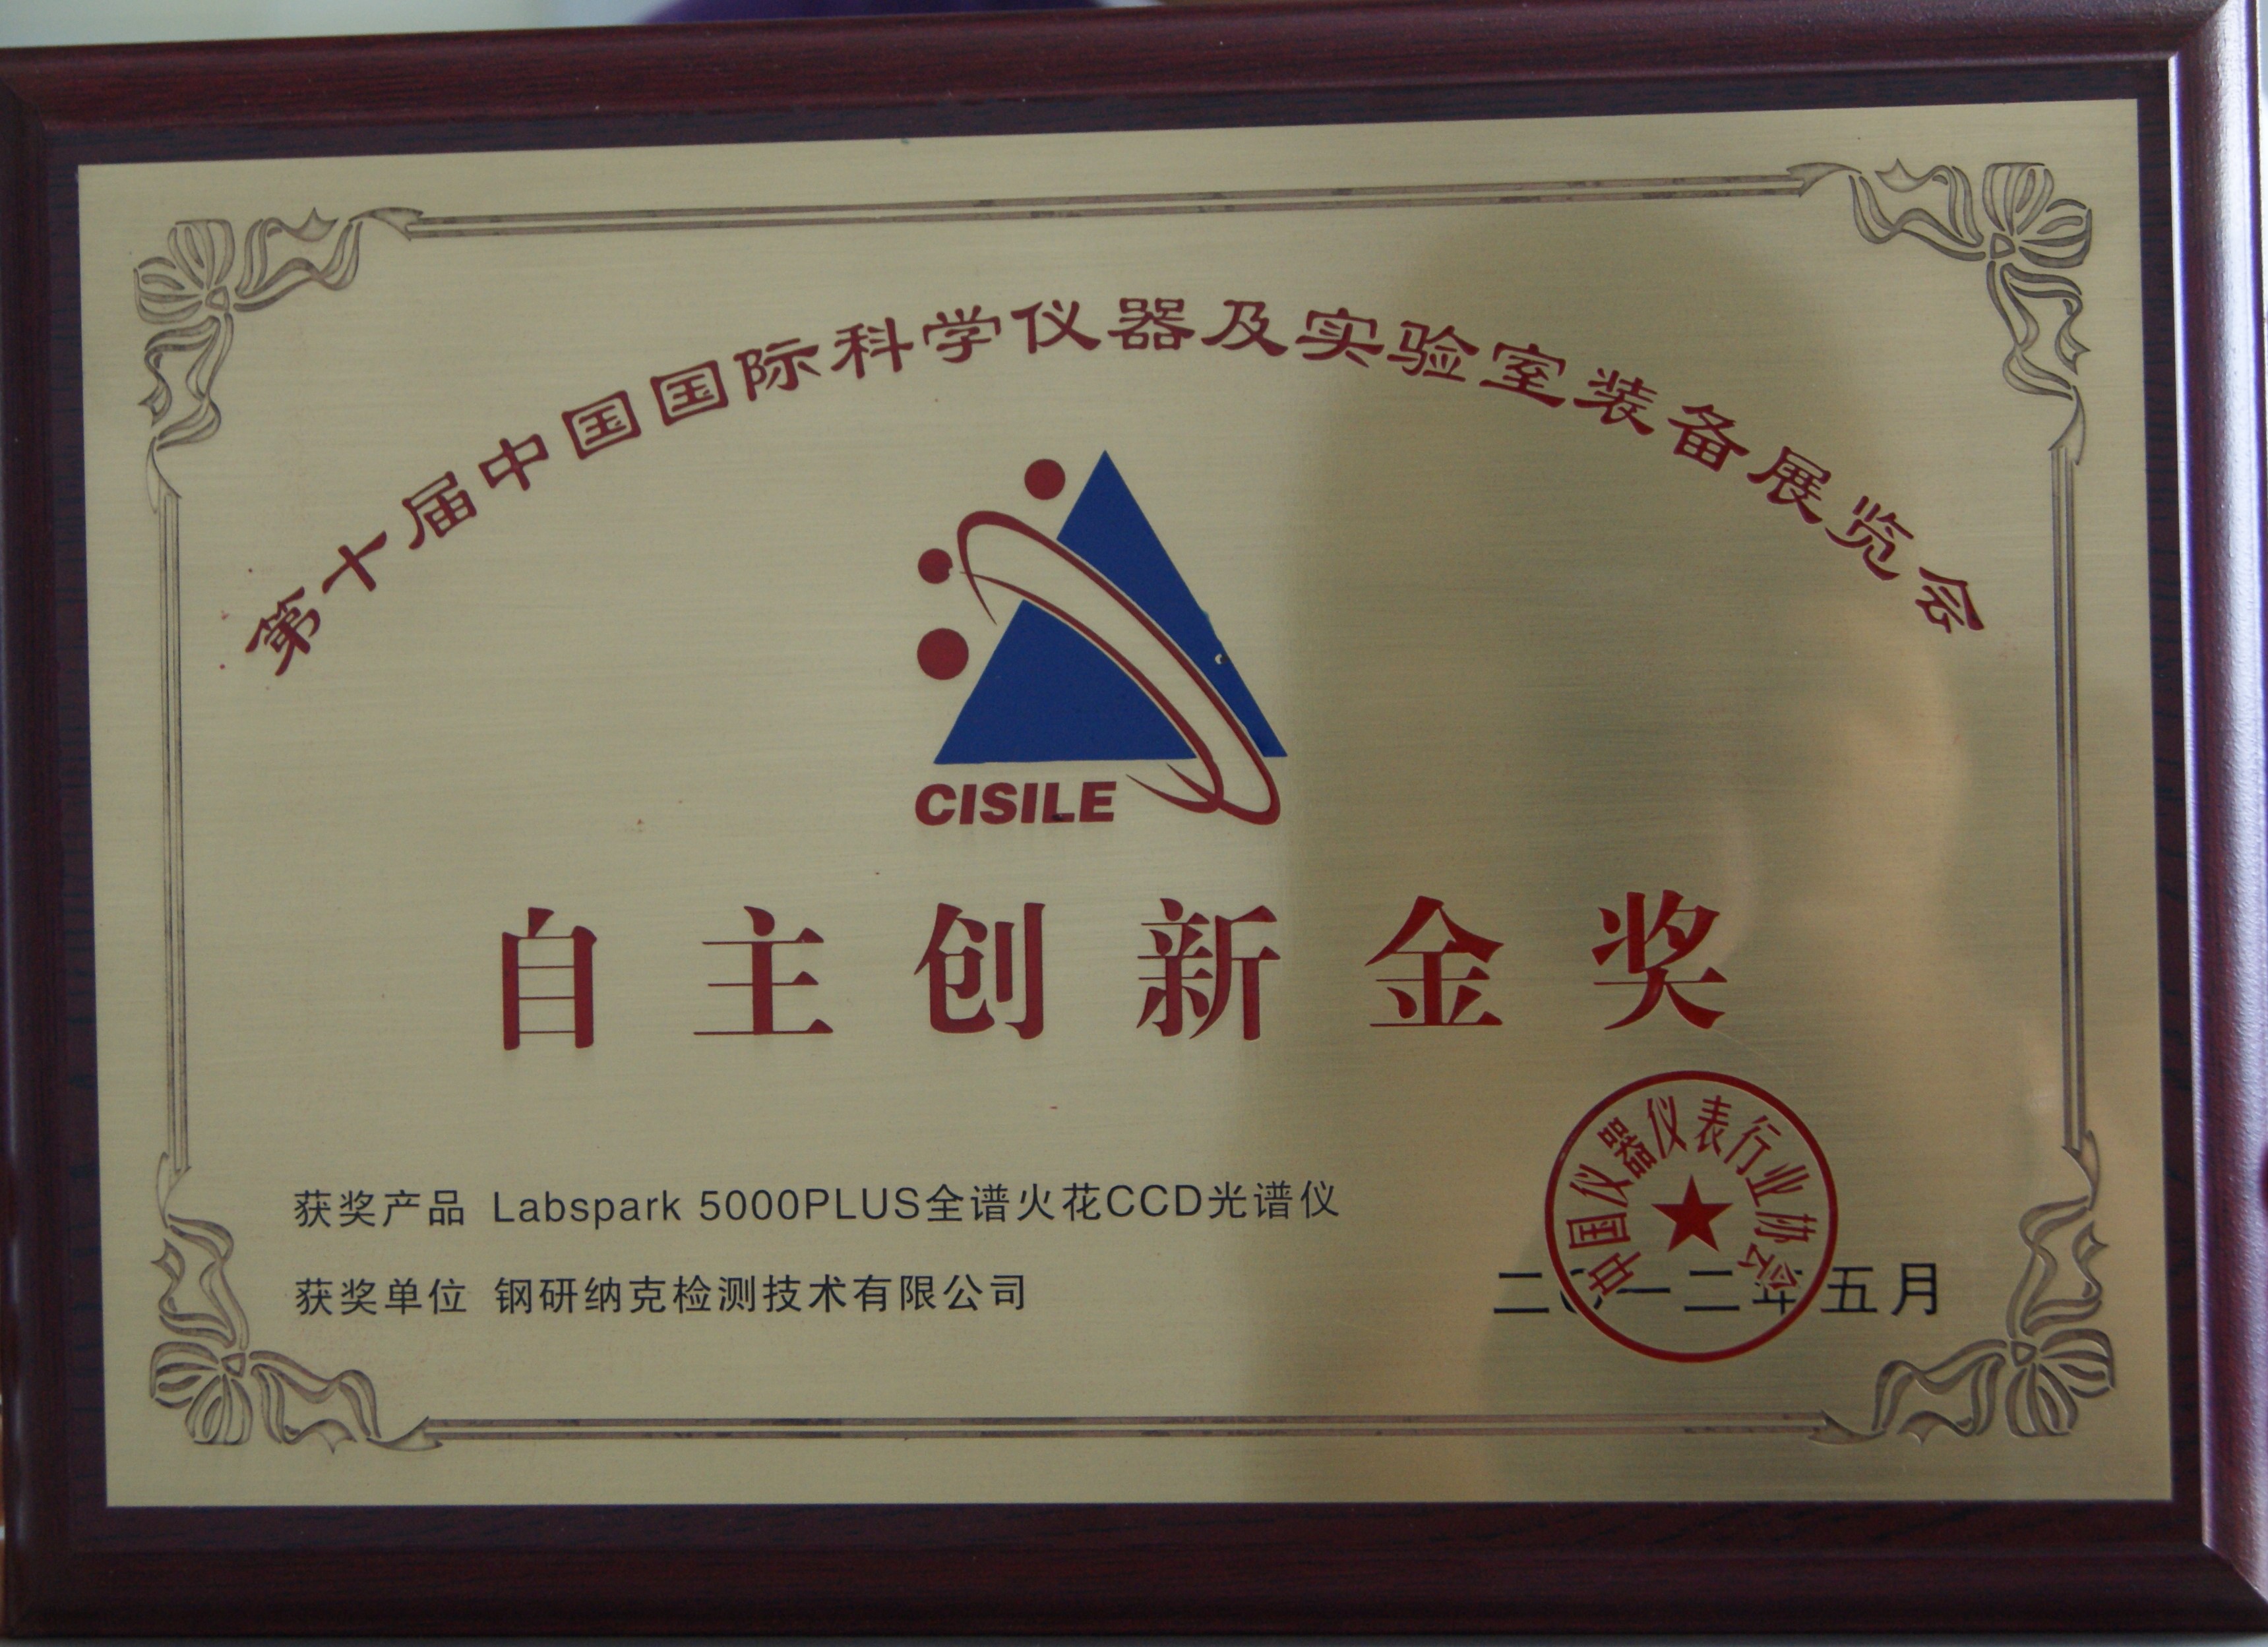 第十届中国国际科学仪器及实验室装备展览会
CISILE
自主创新金奖
获奖产品 Labspark 5000PLUS全谱火花CCD光谱仪
获奖单位 钢研纳克检测技术有限公司
中国仪器仪表行业协会
二〇一二年五月